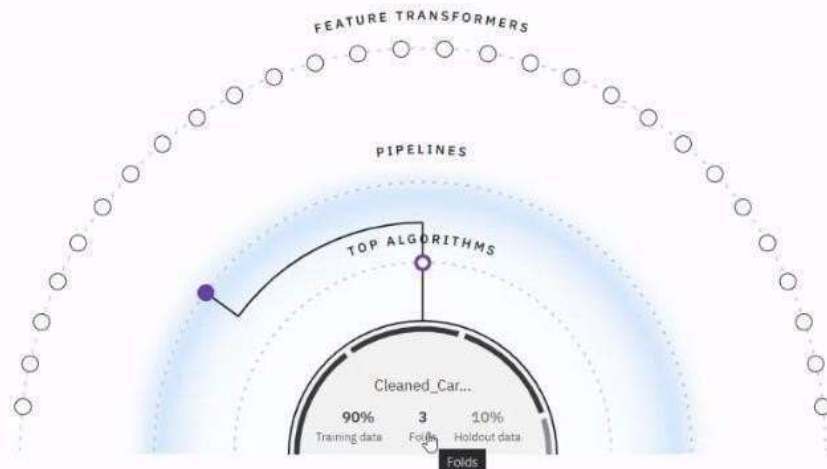 FEATURE TRANSFORMERS
PIPELINES
TOP ALGORITHMS
Cleaned_Car...
90% 3 10%
Training data Folds Holdout data
Folds